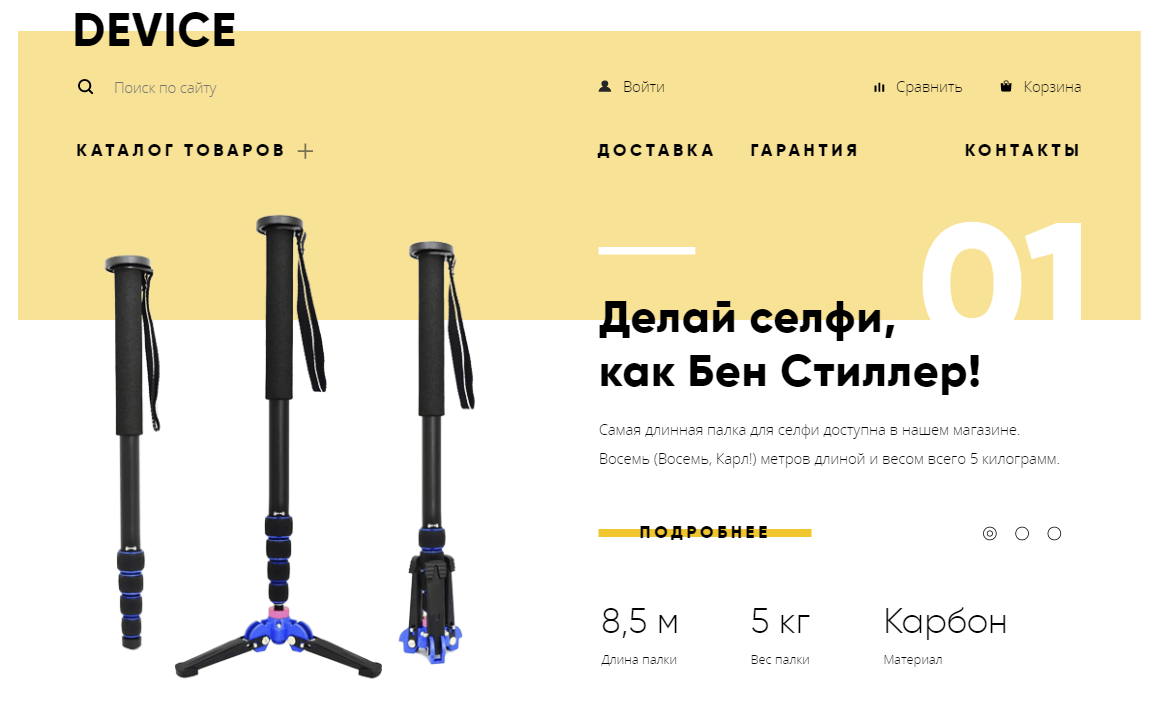 DEVICE
Поиск по сайту
Войти
Сравнить
Корзина
КАТАЛОГ ТОВАРОВ
ДОСТАВКА
ГАРАНТИЯ
КОНТАКТЫ
01
Делай селфи,
как Бен Стиллер!
Самая длинная палка для селфи доступна в нашем магазине.
Восемь (Восемь, Карл!) метров длиной и весом всего 5 килограмм.
ПОДРОБНЕЕ
8,5 м
5 кг
Карбон
Длина палки
Вес палки
Материал